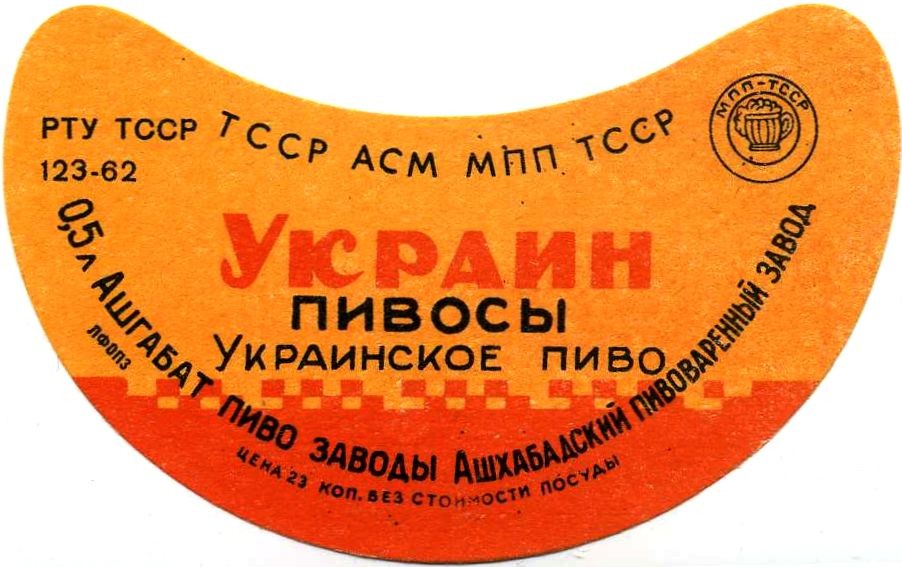 РТУ ТССР
123-62
ТССР АСМ МПП ТССР
МПП-ТССР
УКРАИН
ПИВОСЫ
УКРАИНСКОЕ ПИВО
0,5л АШГАБАТ ПИВО ЗАВОДЫ АШХАБАДСКИЙ ПИВОВАРЕННЫЙ ЗАВОД
ЛФОПЗ
ЦЕНА 23 КОП. БЕЗ СТОИМОСТИ ПОСУДЫ